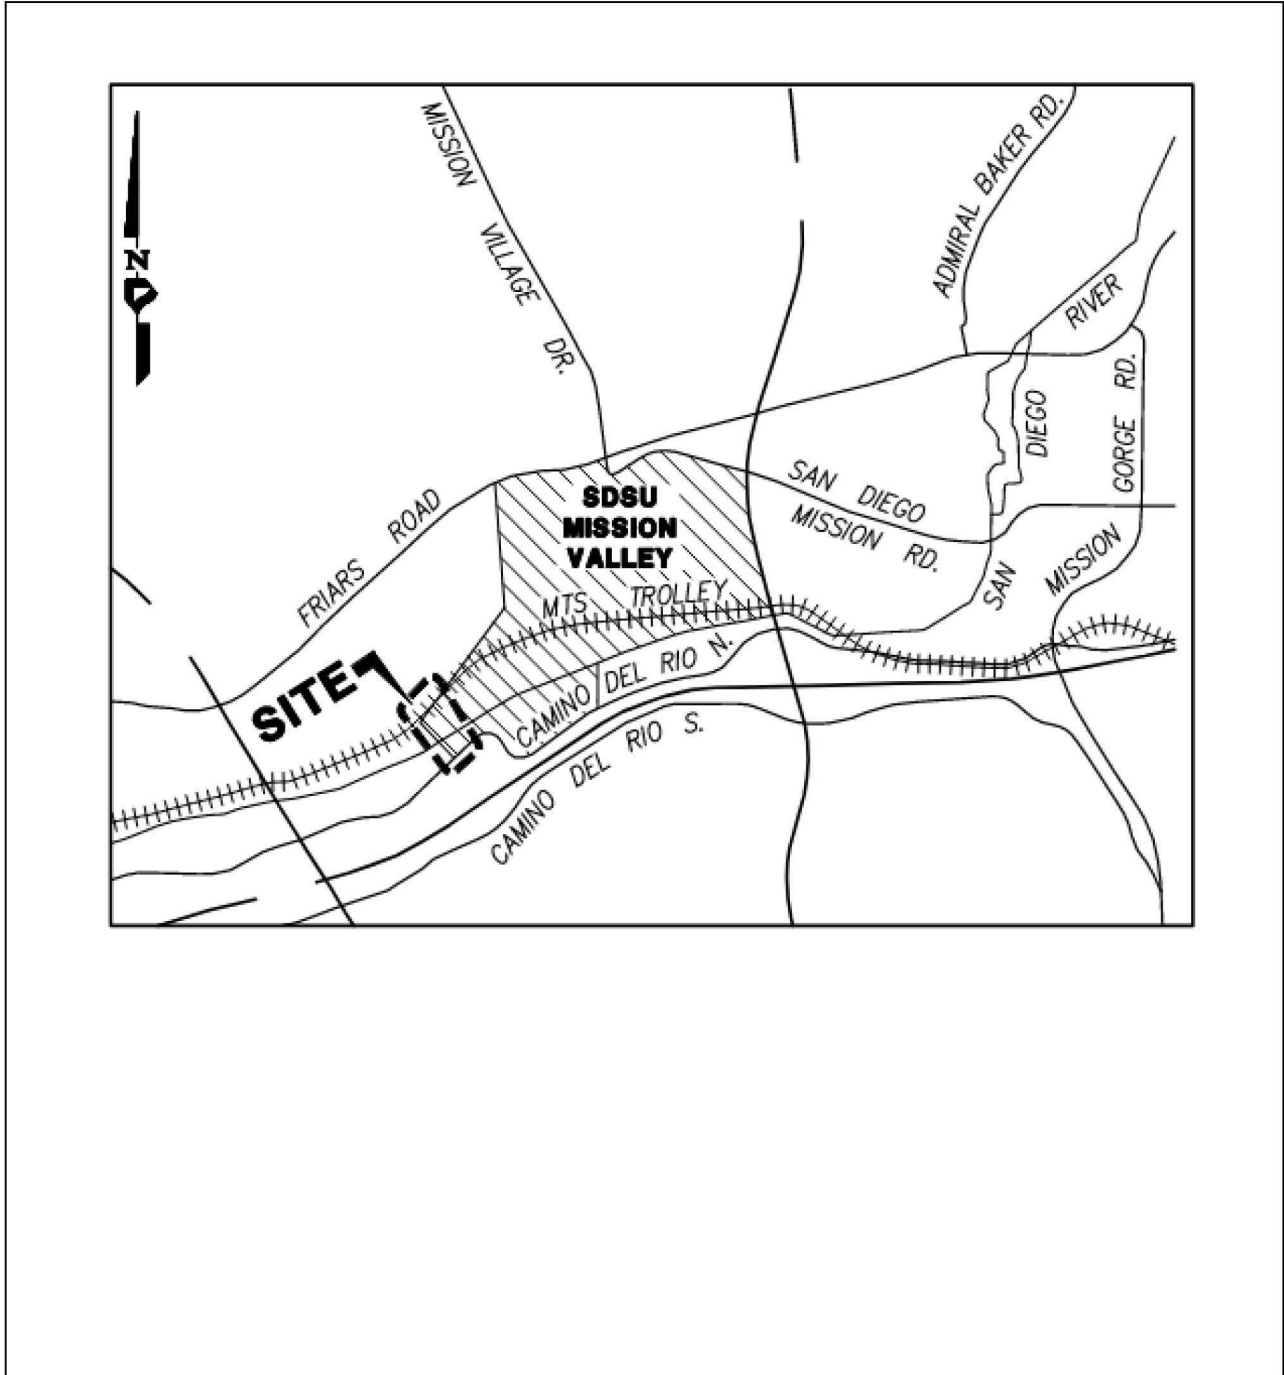 MISSION VILLAGE DR.
ADMIRAL BAKER RD.
N
RIVER
DIEGO
SAN
GORGE RD.
MISSION
SAN DIEGO
MISSION RD.
FRIARS ROAD
SDSU
MISSION
VALLEY
MTS TROLLEY
SITE
CAMINO DEL RIO N.
CAMINO DEL RIO S.